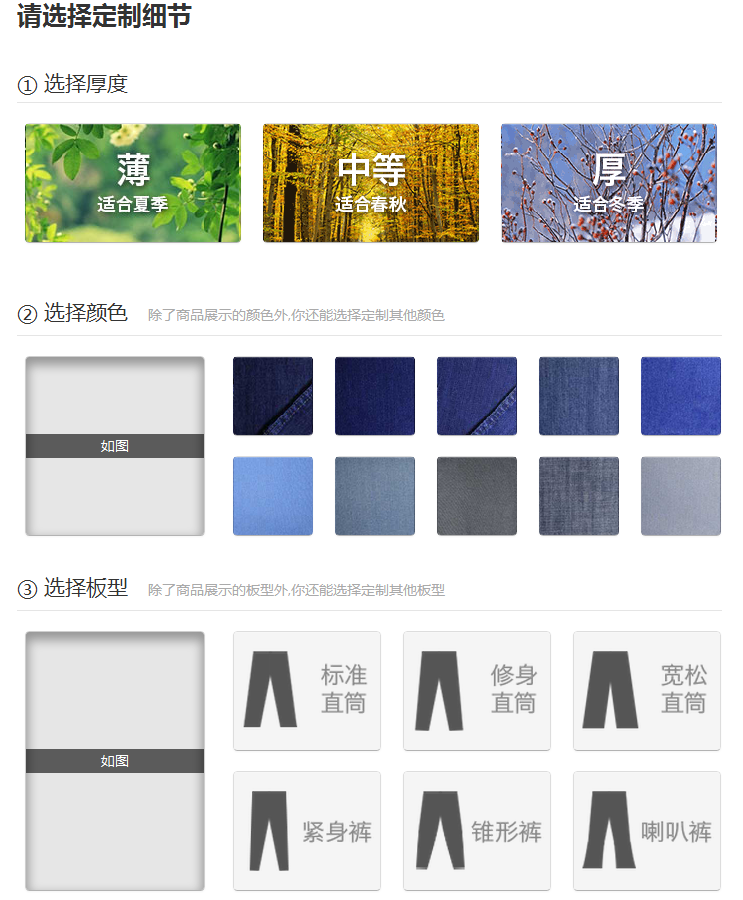 请选择定制细节
① 选择厚度
薄
适合夏季
中等
适合春秋
厚
适合冬季
② 选择颜色 除了商品展示的颜色外,你还能选择定制其他颜色
如图
③ 选择板型 除了商品展示的板型外,你还能选择定制其他板型
如图
标准
直筒
修身
直筒
宽松
直筒
紧身裤
锥形裤
喇叭裤